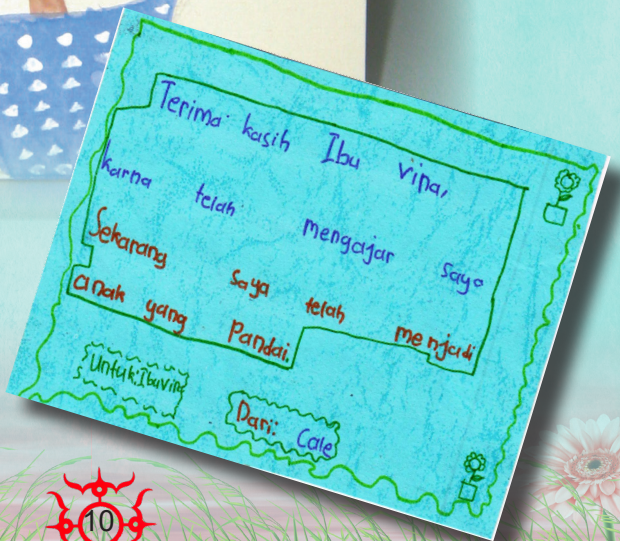 Terima kasih Ibu Vina,
karna telah mengajar saya
Sekarang saya telah menjadi
anak yang Pandai.
Untuk: Ibu Vina
Dari: Cale
10